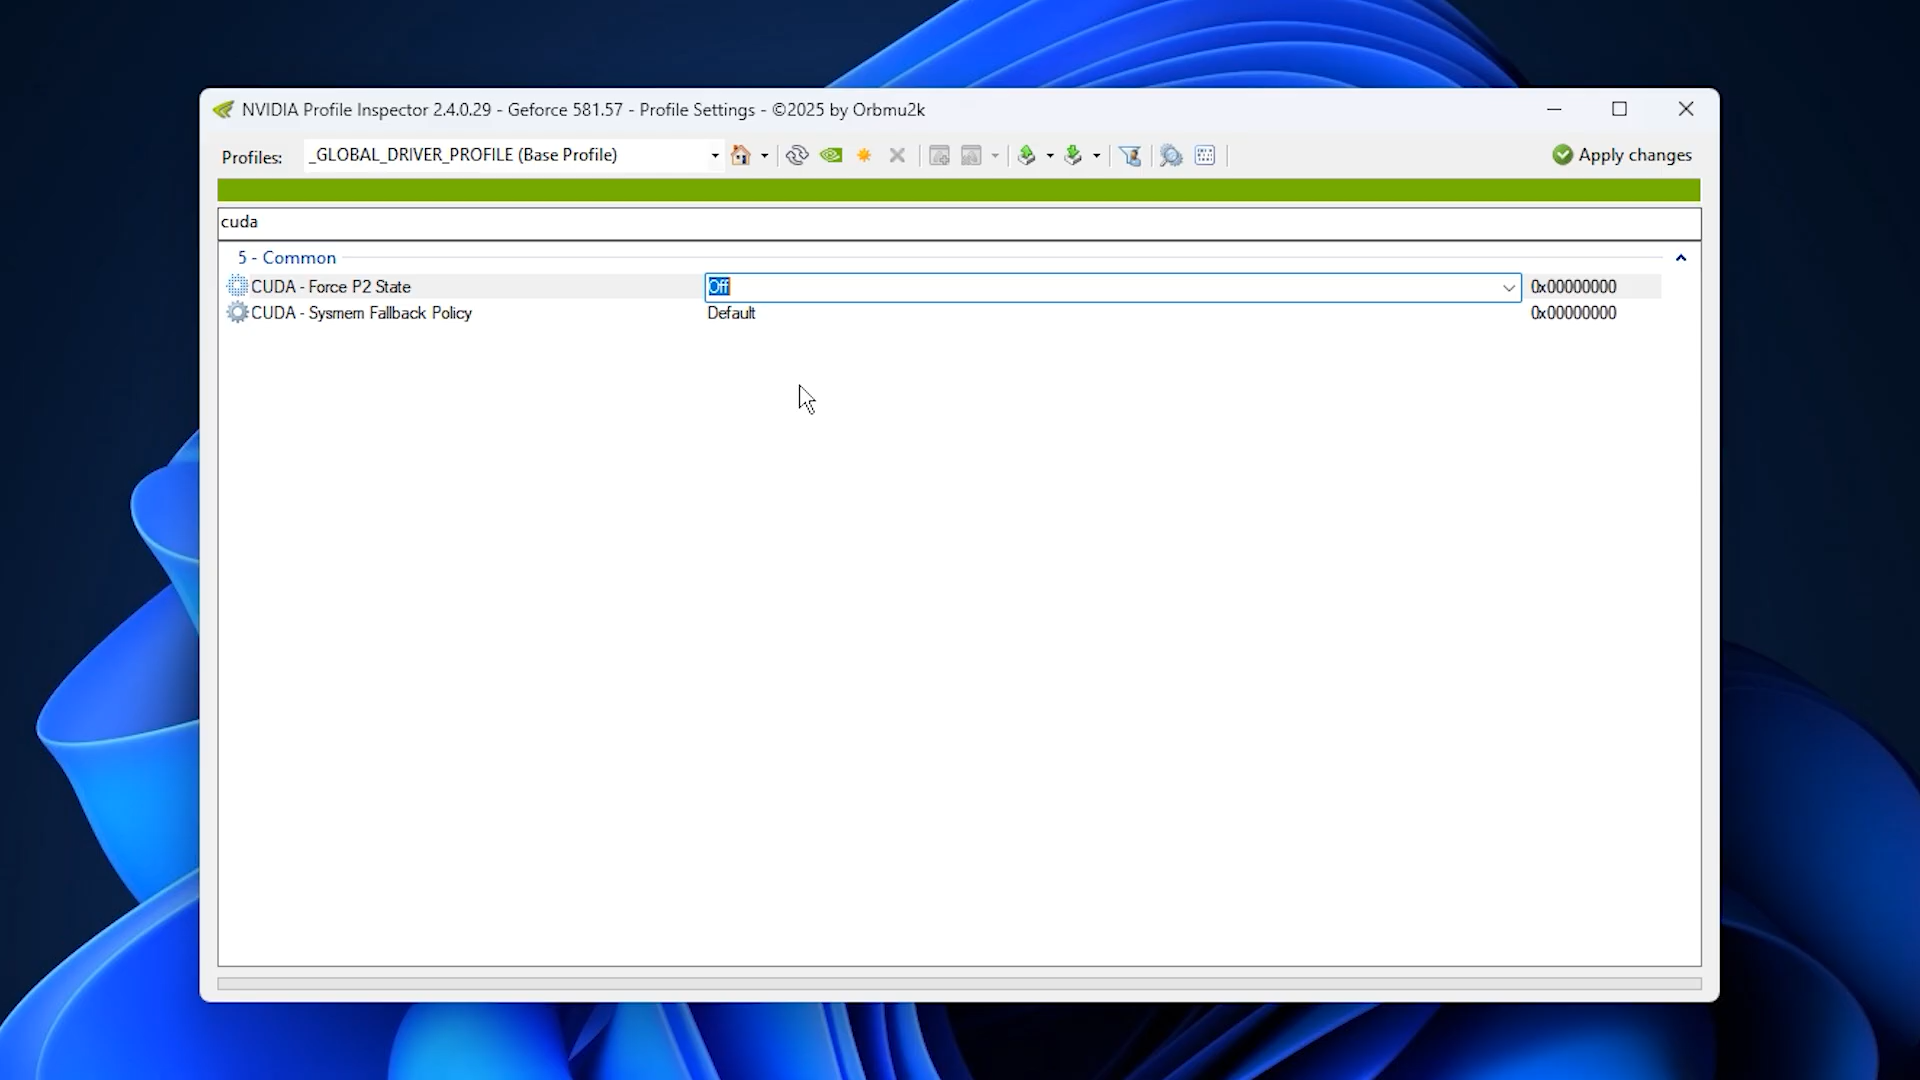 NVIDIA Profile Inspector 2.4.0.29 - Geforce 581.57 - Profile Settings - ©2025 by Orbmu2k
Profiles: _GLOBAL_DRIVER_PROFILE (Base Profile) Apply changes
cuda
5 - Common
CUDA - Force P2 State Off 0x00000000
CUDA - Sysmem Fallback Policy Default 0x00000000